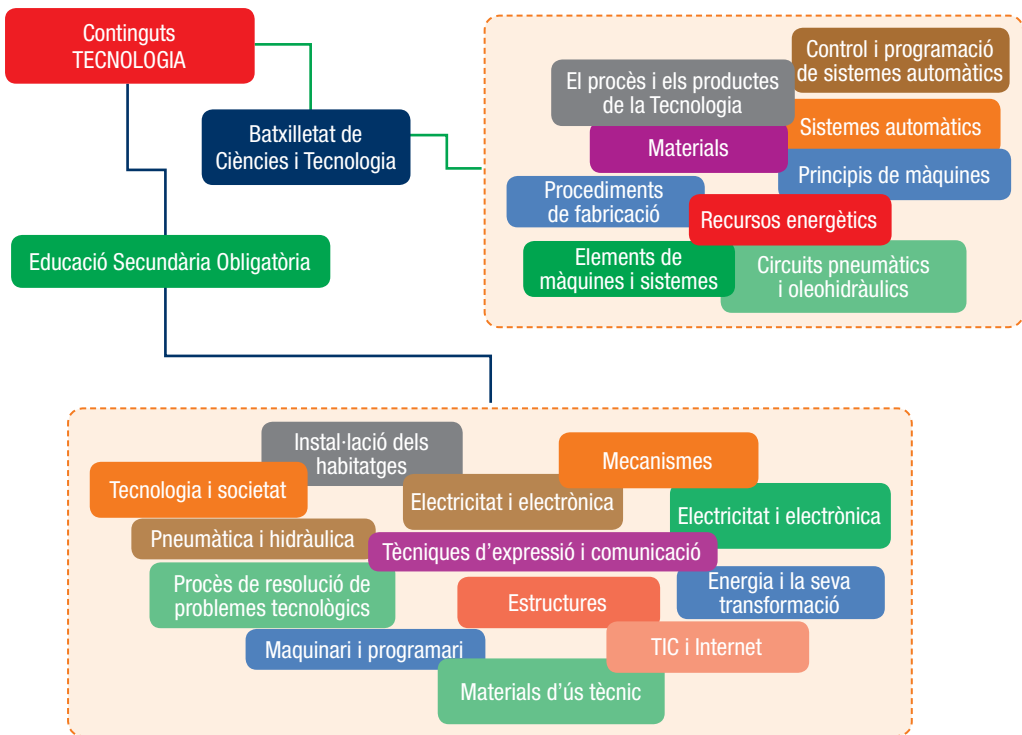 Continguts
TECNOLOGIA
Batxilletat de
Ciències i Tecnologia
Educació Secundària Obligatòria
Control i programació
de sistemes automàtics
El procès i els productes
de la Tecnologia
Sistemes automàtics
Materials
Principis de màquines
Procediments
de fabricació
Recursos energètics
Elements de
màquines i sistemes
Circuits pneumàtics
i oleohidràulics
Instal·lació dels
habitatges
Mecanismes
Tecnologia i societat
Electricitat i electrònica
Electricitat i electrònica
Pneumàtica i hidràulica
Tècniques d’expressió i comunicació
Procès de resolució de
problemes tecnològics
Energia i la seva
transformació
Estructures
Maquinari i programari
TIC i Internet
Materials d’ús tècnic